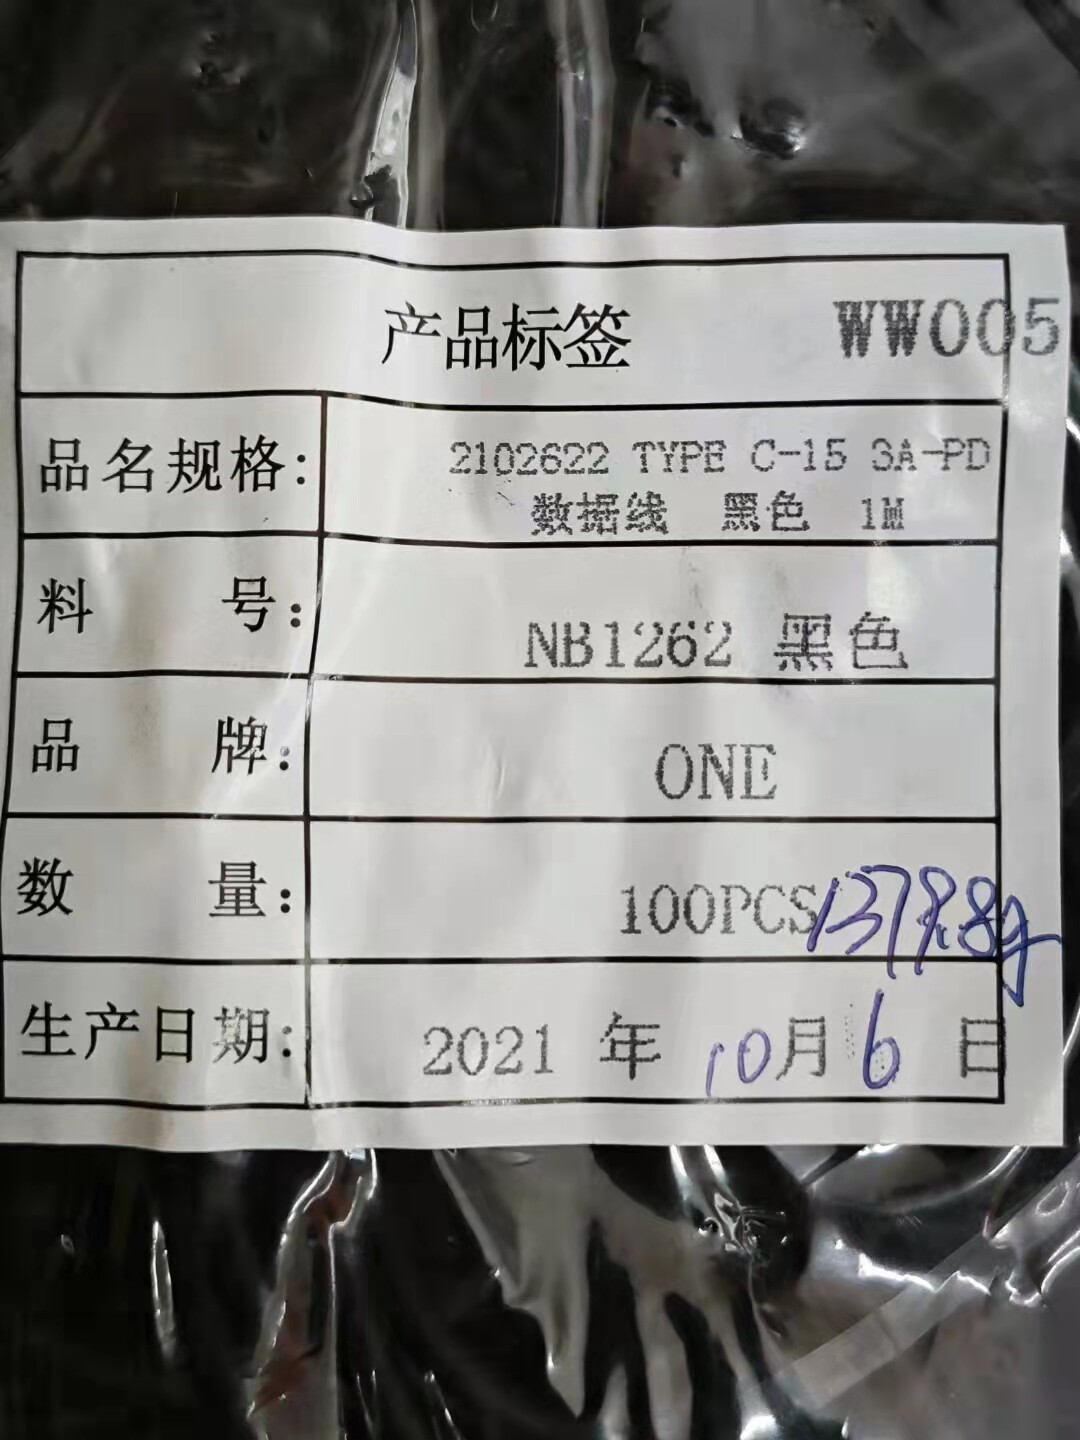 产品标签 WW005
品名规格: 2102622 TYPE C-15 3A-PD
数据线 黑色 1M
料 号: NB1262 黑色
品 牌: ONE
数 量: 100PCS 1379.8g
生产日期: 2021 年 10月 6 日